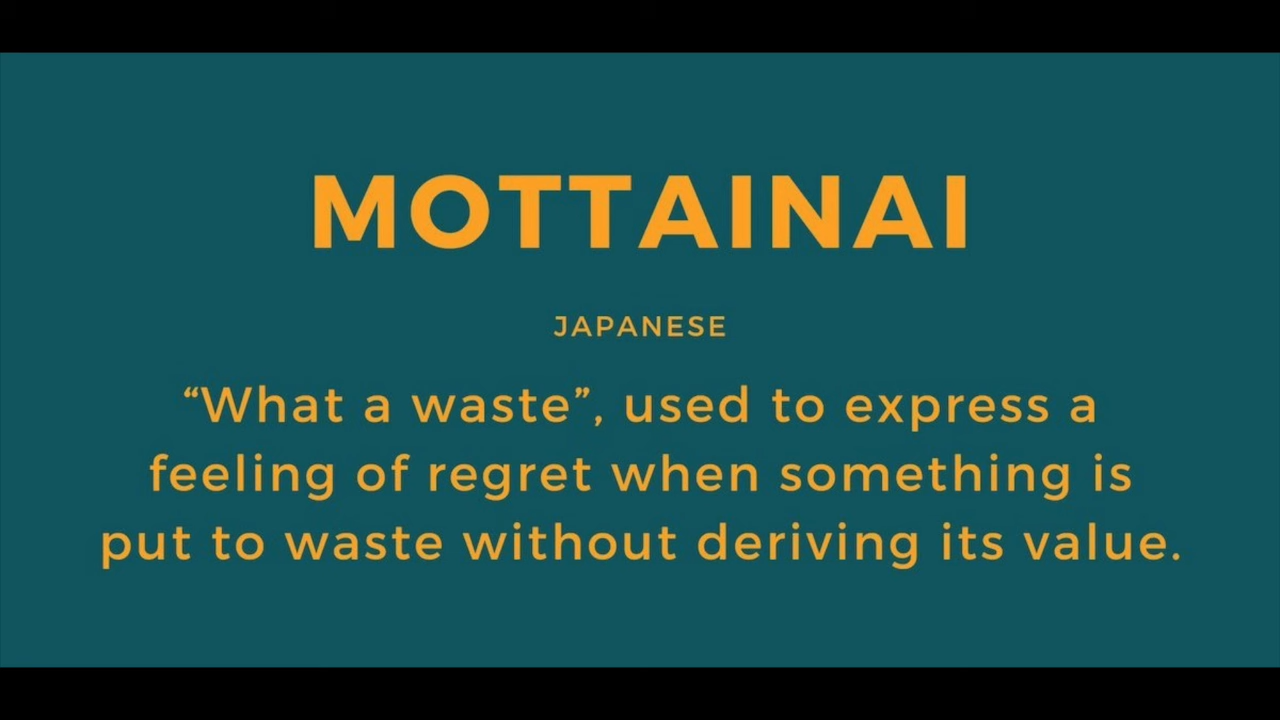 MOTTAINAI
JAPANESE
“What a waste”, used to express a
feeling of regret when something is
put to waste without deriving its value.